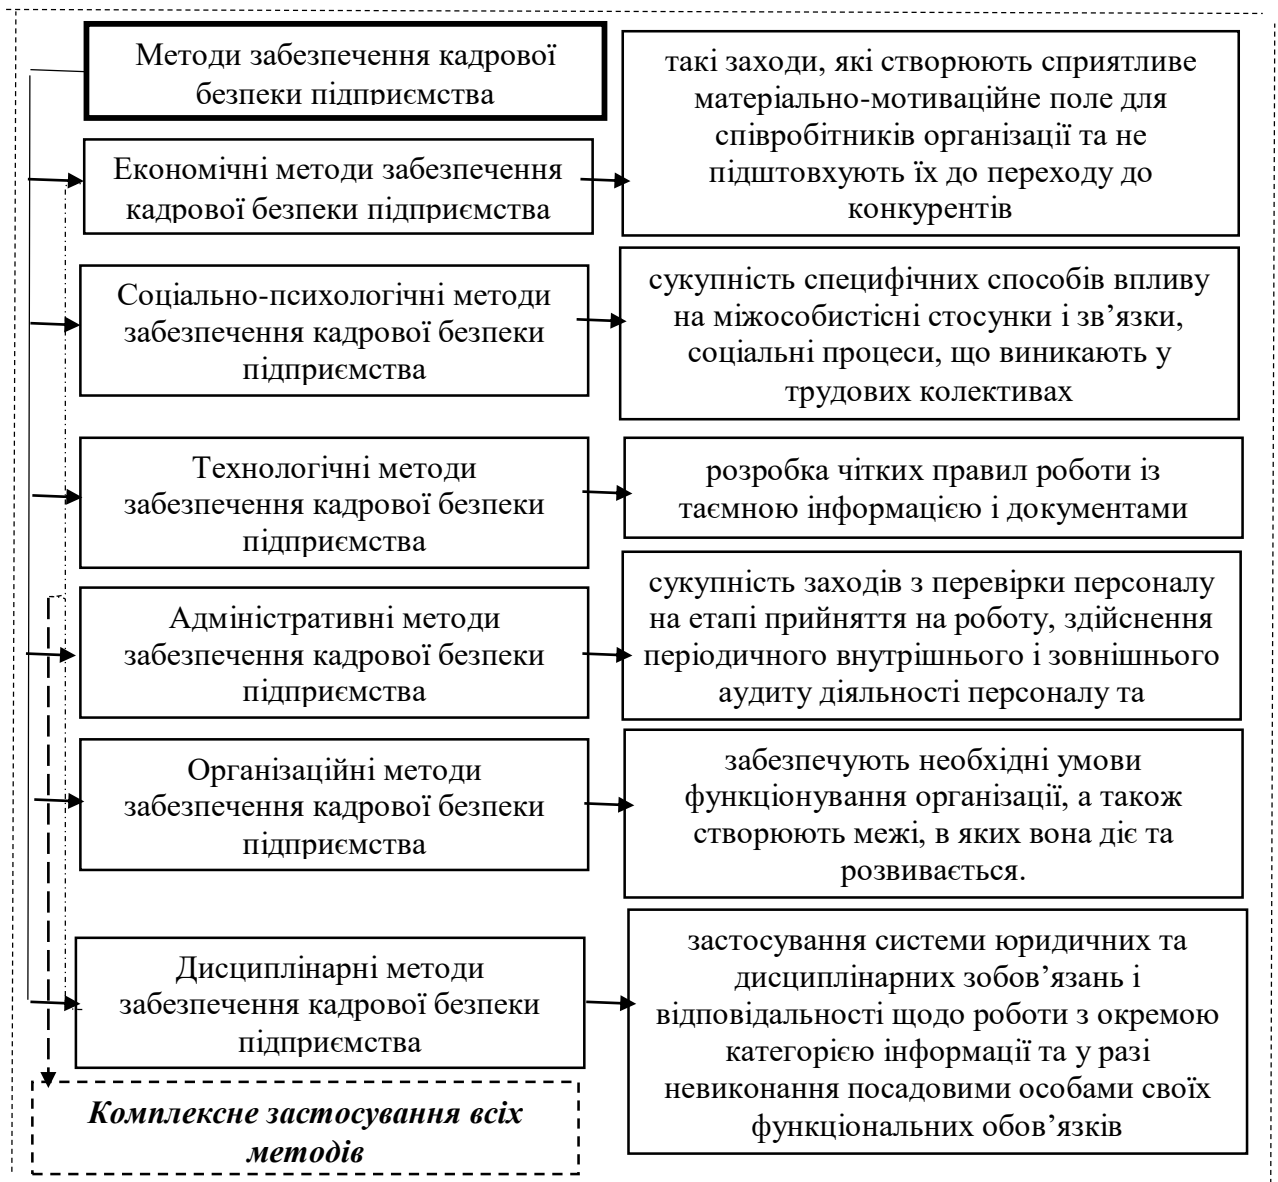 Методи забезпечення кадрової
безпеки підприємства
такі заходи, які створюють сприятливе
матеріально-мотиваційне поле для
співробітників організації та не
підштовхують їх до переходу до
конкурентів
Економічні методи забезпечення
кадрової безпеки підприємства
Соціально-психологічні методи
забезпечення кадрової безпеки
підприємства
сукупність специфічних способів впливу
на міжособистісні стосунки і зв’язки,
соціальні процеси, що виникають у
трудових колективах
Технологічні методи
забезпечення кадрової безпеки
підприємства
розробка чітких правил роботи із
таємною інформацією і документами
Адміністративні методи
забезпечення кадрової безпеки
підприємства
сукупність заходів з перевірки персоналу
на етапі прийняття на роботу, здійснення
періодичного внутрішнього і зовнішнього
аудиту діяльності персоналу та
Організаційні методи
забезпечення кадрової безпеки
підприємства
забезпечують необхідні умови
функціонування організації, а також
створюють межі, в яких вона діє та
розвивається.
Дисциплінарні методи
забезпечення кадрової безпеки
підприємства
застосування системи юридичних та
дисциплінарних зобов’язань і
відповідальності щодо роботи з окремою
категорією інформації та у разі
невиконання посадовими особами своїх
функціональних обов’язків
Комплексне застосування всіх
методів